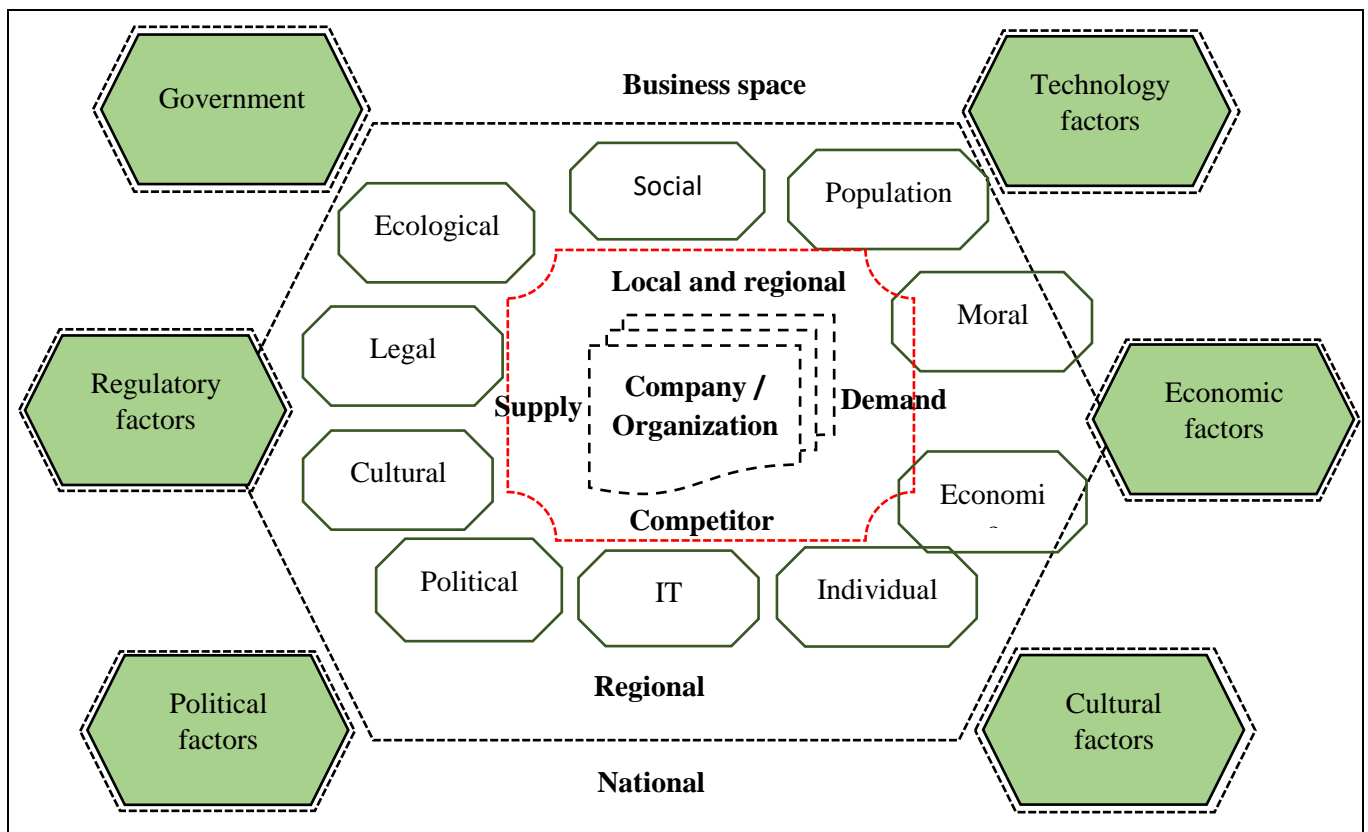 Government
Business space
Technology
factors
Social
Population
Ecological
Local and regional
Moral
Legal
Regulatory
factors
Company /
Organization
Supply
Demand
Economic
factors
Cultural
Economi
Competitor
Political
IT
Individual
Regional
Political
factors
Cultural
factors
National